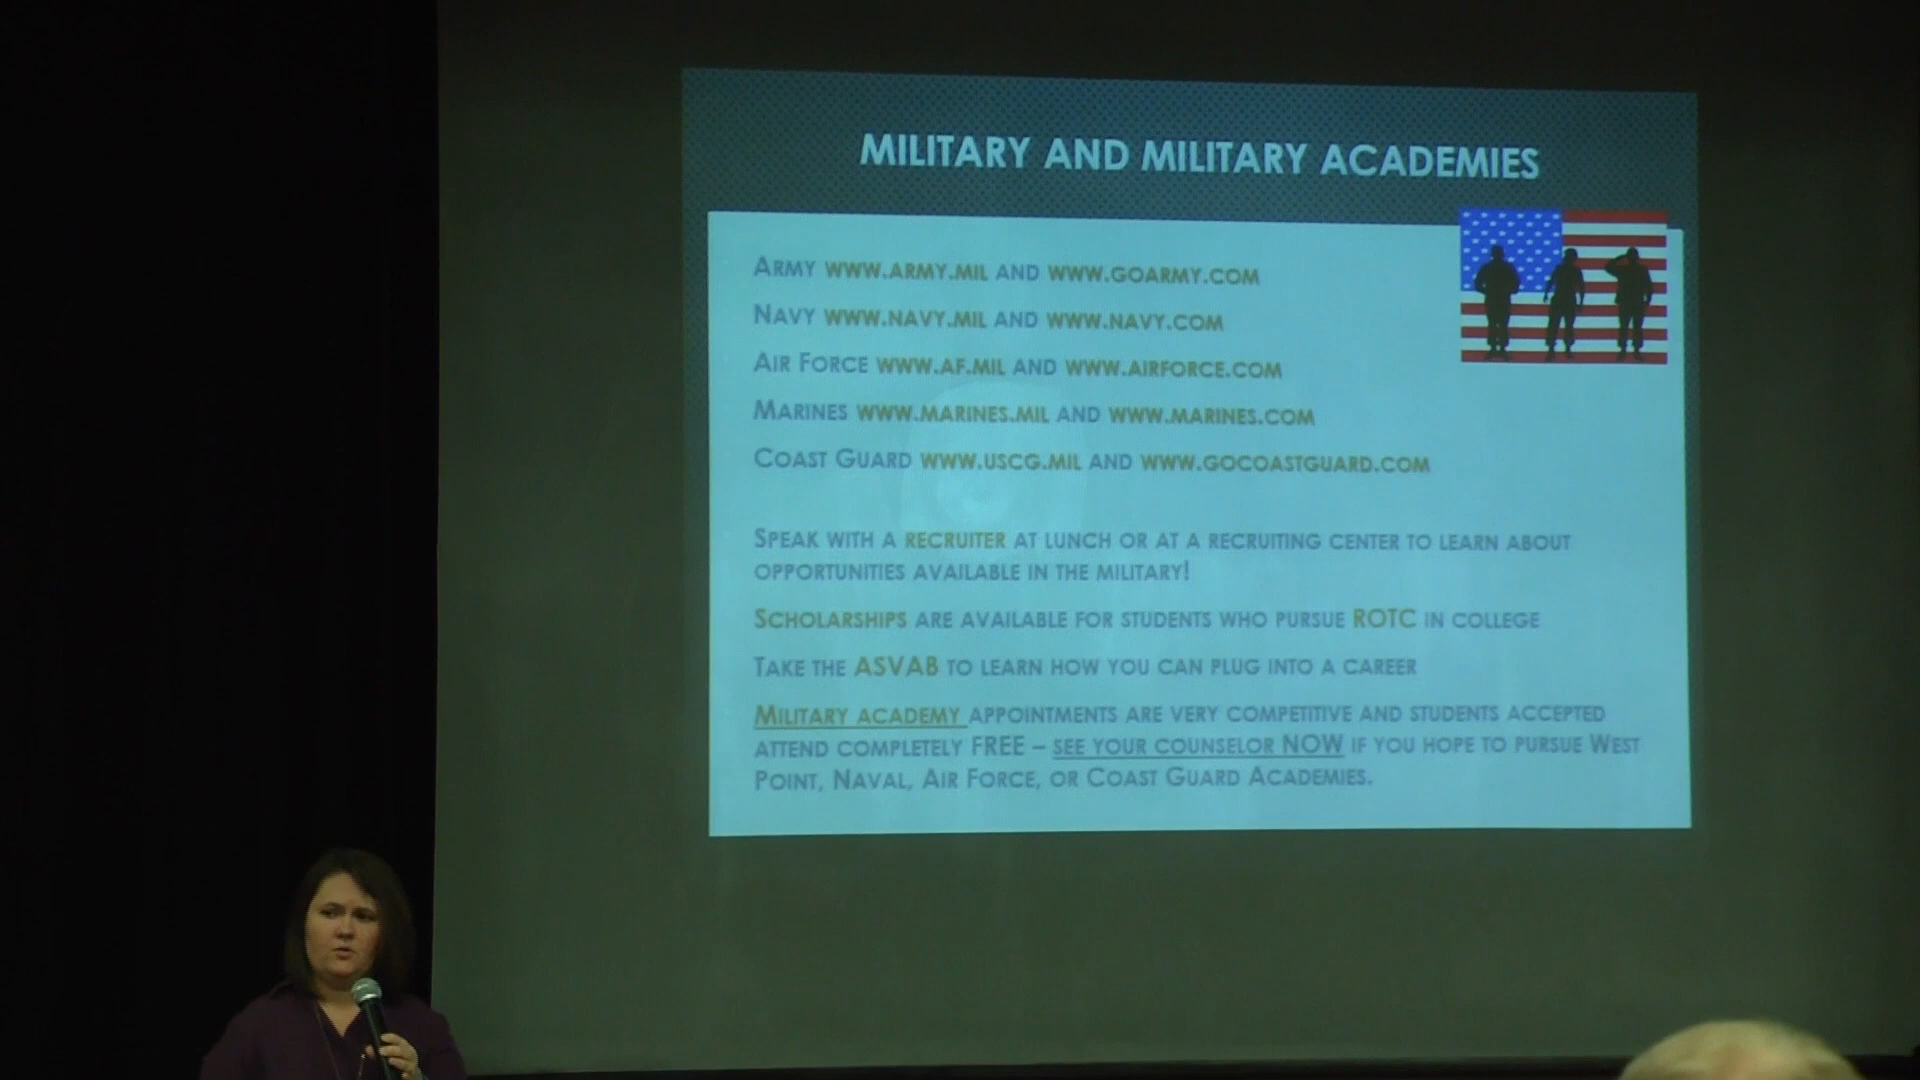 MILITARY AND MILITARY ACADEMIES
ARMY WWW.ARMY.MIL AND WWW.GOARMY.COM
NAVY WWW.NAVY.MIL AND WWW.NAVY.COM
AIR FORCE WWW.AF.MIL AND WWW.AIRFORCE.COM
MARINES WWW.MARINES.MIL AND WWW.MARINES.COM
COAST GUARD WWW.USCG.MIL AND WWW.GOCOASTGUARD.COM
SPEAK WITH A RECRUITER AT LUNCH OR AT A RECRUITING CENTER TO LEARN ABOUT
OPPORTUNITIES AVAILABLE IN THE MILITARY!
SCHOLARSHIPS ARE AVAILABLE FOR STUDENTS WHO PURSUE ROTC IN COLLEGE
TAKE THE ASVAB TO LEARN HOW YOU CAN PLUG INTO A CAREER
MILITARY ACADEMY APPOINTMENTS ARE VERY COMPETITIVE AND STUDENTS ACCEPTED
ATTEND COMPLETELY FREE – SEE YOUR COUNSELOR NOW IF YOU HOPE TO PURSUE WEST
POINT, NAVAL, AIR FORCE, OR COAST GUARD ACADEMIES.